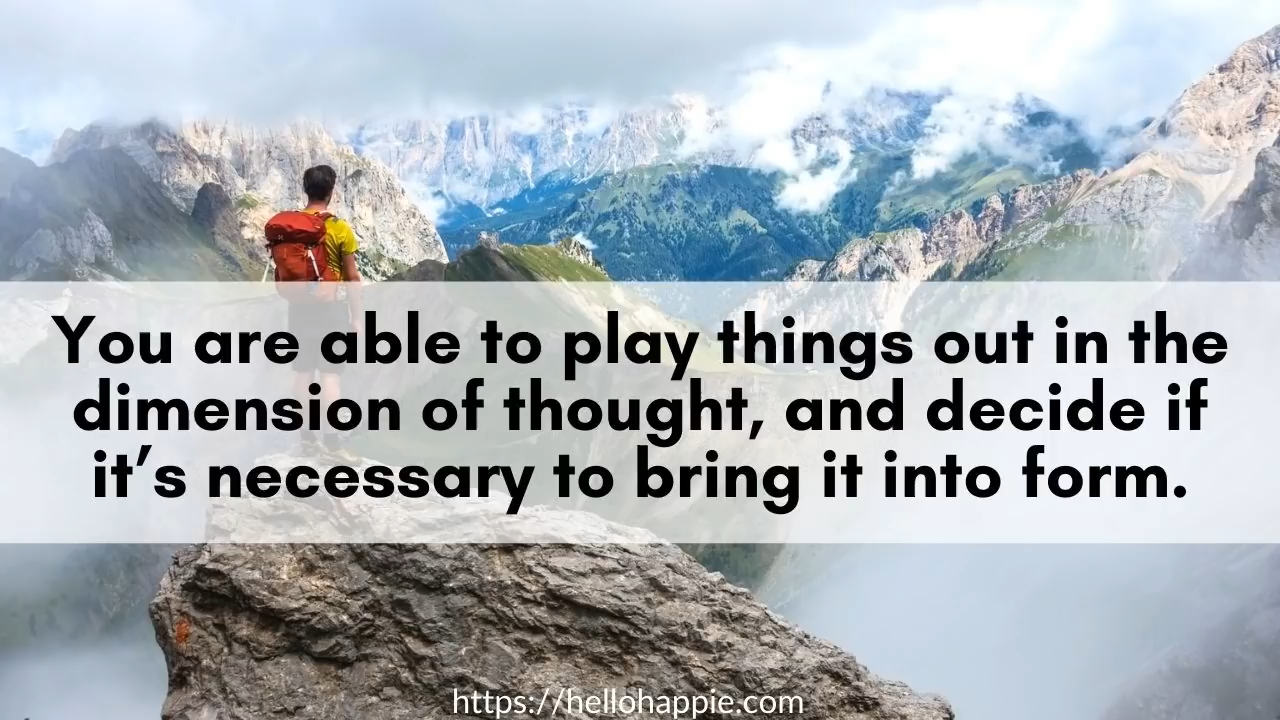 You are able to play things out in the
dimension of thought, and decide if
it’s necessary to bring it into form.
https://hellohappie.com